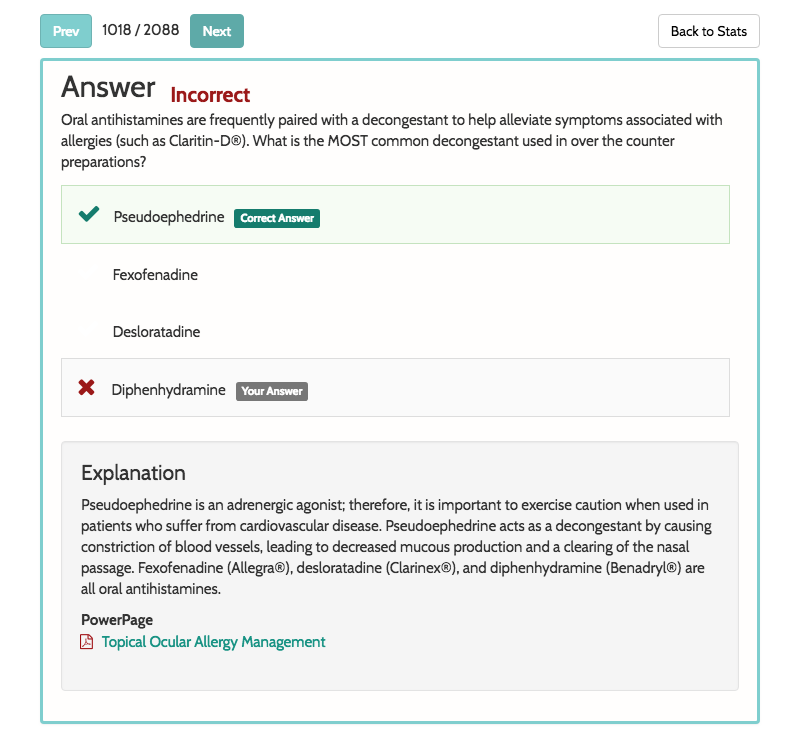 Prev 1018 / 2088 Next Back to Stats
Answer Incorrect
Oral antihistamines are frequently paired with a decongestant to help alleviate symptoms associated with
allergies (such as Claritin-D®). What is the MOST common decongestant used in over the counter
preparations?
Pseudoephedrine Correct Answer
Fexofenadine
Desloratadine
Diphenhydramine Your Answer
Explanation
Pseudoephedrine is an adrenergic agonist; therefore, it is important to exercise caution when used in
patients who suffer from cardiovascular disease. Pseudoephedrine acts as a decongestant by causing
constriction of blood vessels, leading to decreased mucous production and a clearing of the nasal
passage. Fexofenadine (Allegra®), desloratadine (Clarinex®), and diphenhydramine (Benadryl®) are
all oral antihistamines.
PowerPage
Topical Ocular Allergy Management